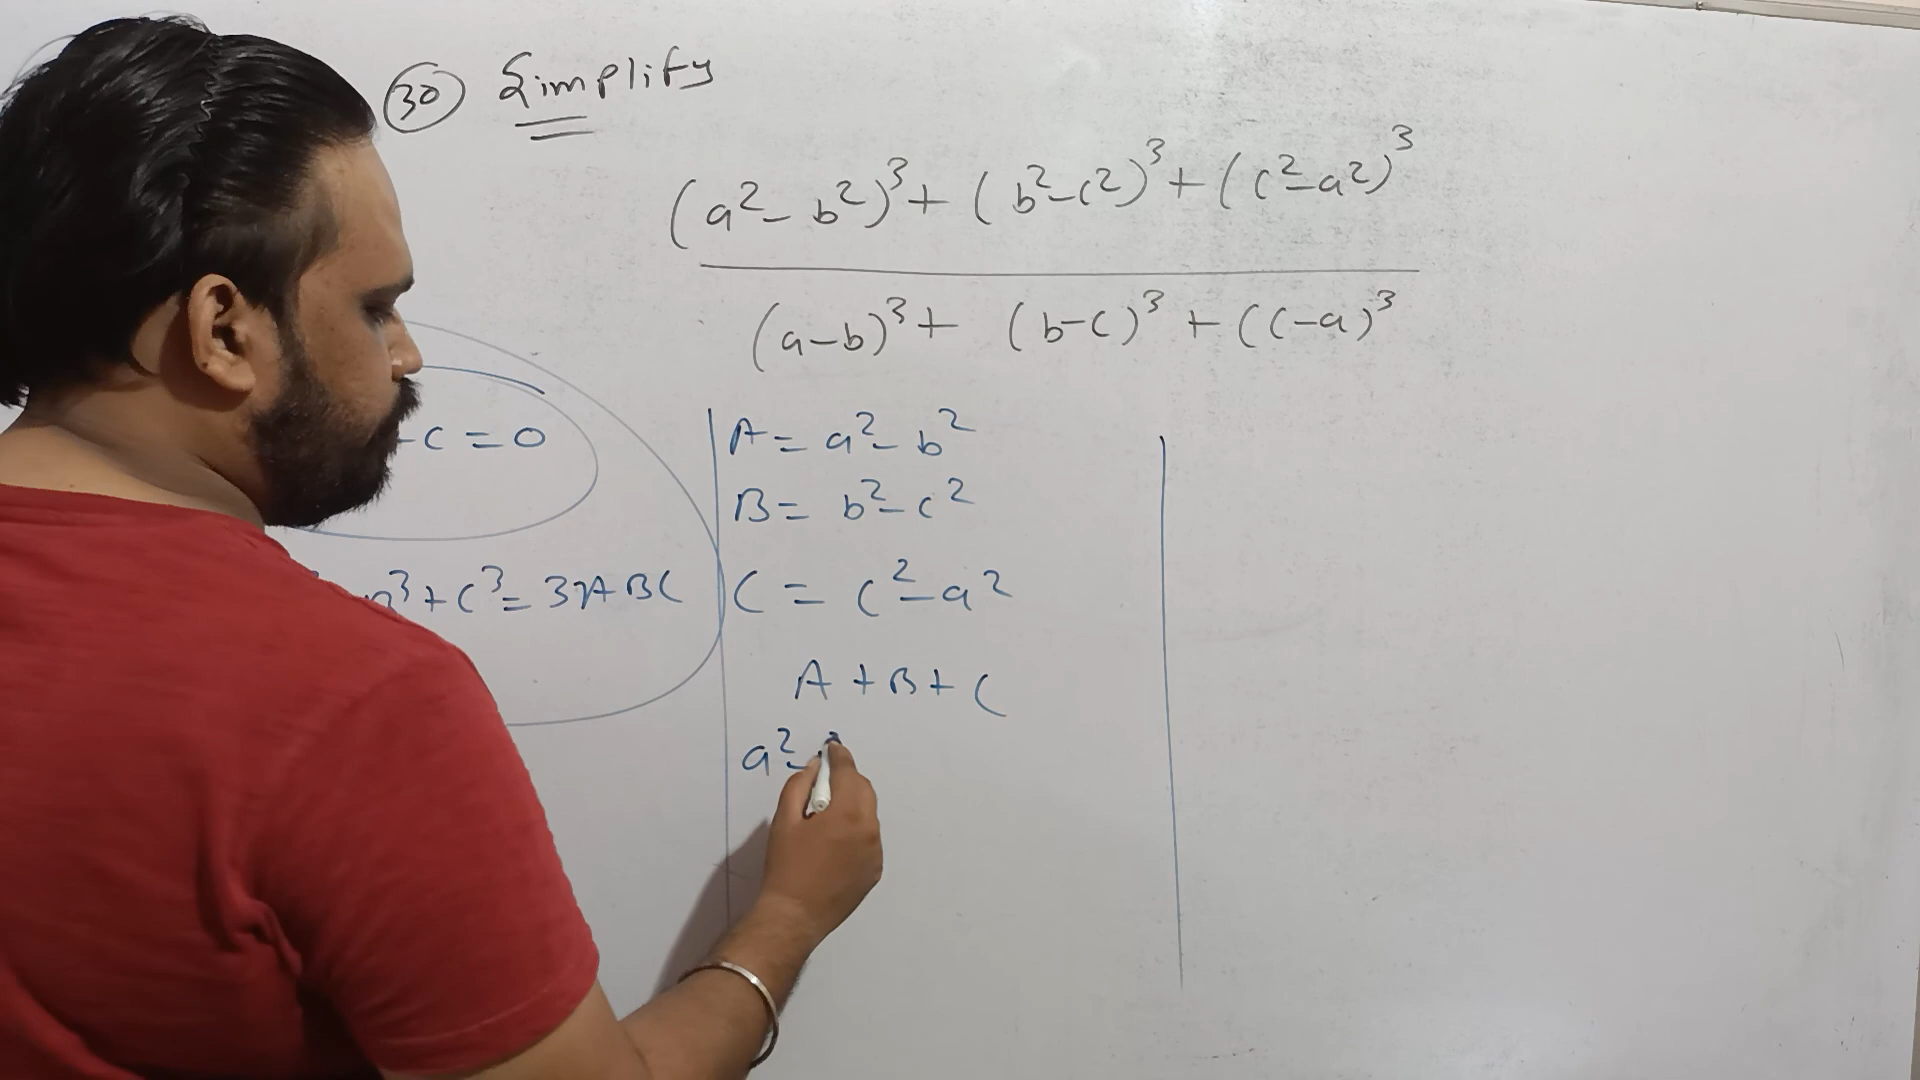 30 Simplify
(a²-b²)³+(b²-c²)³+(c²-a²)³
(a-b)³+(b-c)³+(c-a)³
-C=0
³+C³=3ABC
A=a²-b²
B=b²-c²
C=c²-a²
A+B+C
a²-